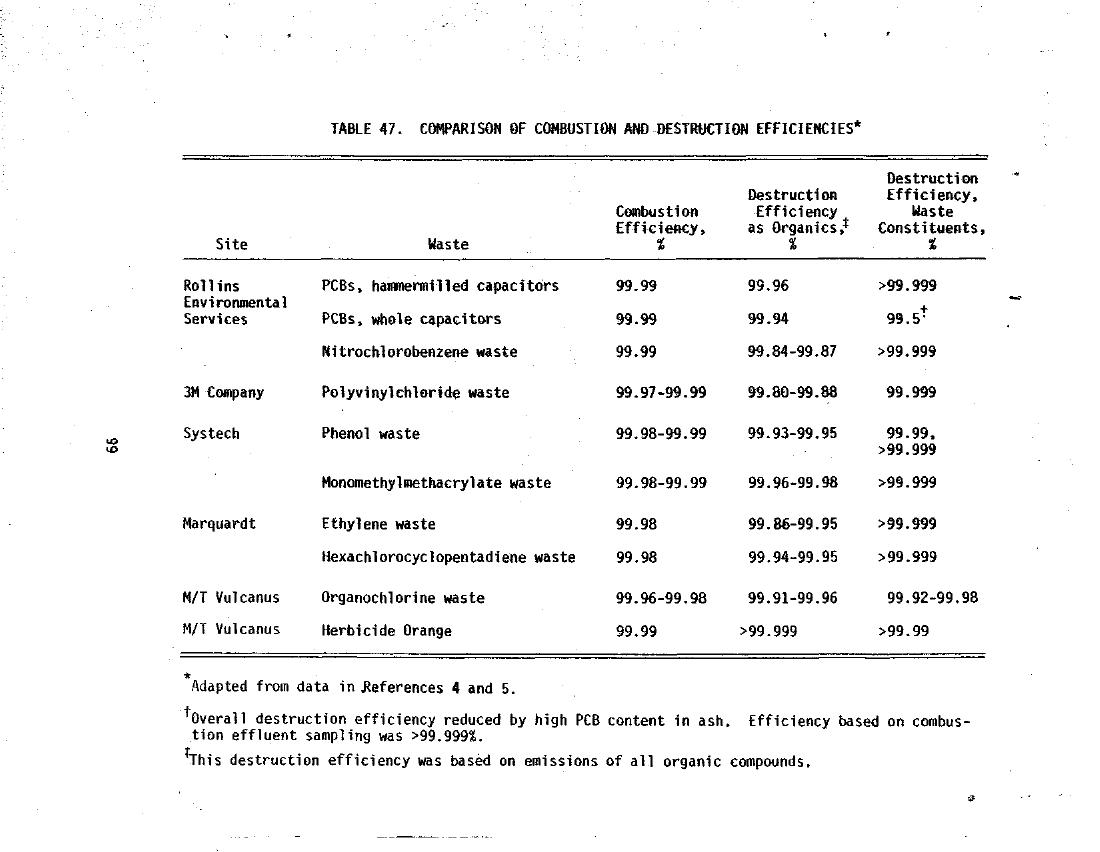 TABLE 47. COMPARISON OF COMBUSTION AND DESTRUCTION EFFICIENCIES*
Site Waste Combustion Efficiency, % Destruction Efficiency as Organics,‡ % Destruction Efficiency, Waste Constituents, %
Rollins Environmental Services PCBs, hammermilled capacitors 99.99 99.96 >99.999
PCBs, whole capacitors 99.99 99.94 99.5†
Nitrochlorobenzene waste 99.99 99.84-99.87 >99.999
3M Company Polyvinylchloride waste 99.97-99.99 99.80-99.88 99.999
Systech Phenol waste 99.98-99.99 99.93-99.95 99.99, >99.999
Monomethylmethacrylate waste 99.98-99.99 99.96-99.98 >99.999
Marquardt Ethylene waste 99.98 99.86-99.95 >99.999
Hexachlorocyclopentadiene waste 99.98 99.94-99.95 >99.999
M/T Vulcanus Organochlorine waste 99.96-99.98 99.91-99.96 99.92-99.98
M/T Vulcanus Herbicide Orange 99.99 >99.999 >99.99
*Adapted from data in References 4 and 5.
†Overall destruction efficiency reduced by high PCB content in ash. Efficiency based on combus-
tion effluent sampling was >99.999%.
‡This destruction efficiency was based on emissions of all organic compounds.
99